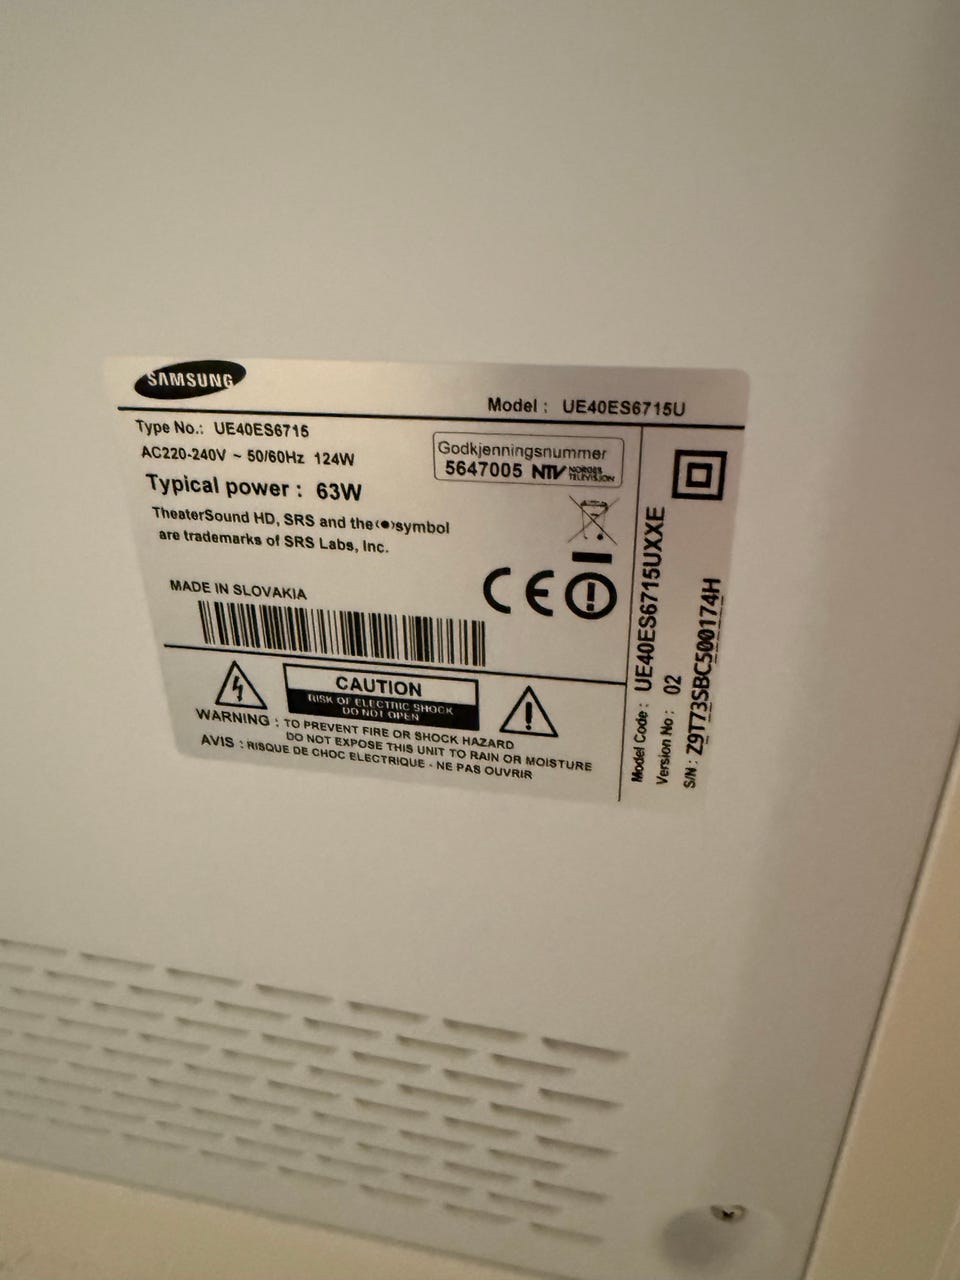 SAMSUNG
Model : UE40ES6715U
Type No.: UE40ES6715
AC220-240V ~ 50/60Hz 124W
Typical power : 63W
Godkjenningsnummer
5647005 NTV NORGES TELEVISJON
TheaterSound HD, SRS and the symbol
are trademarks of SRS Labs, Inc.
MADE IN SLOVAKIA
CE
CAUTION
RISK OF ELECTRIC SHOCK
DO NOT OPEN
WARNING : TO PREVENT FIRE OR SHOCK HAZARD
DO NOT EXPOSE THIS UNIT TO RAIN OR MOISTURE
AVIS : RISQUE DE CHOC ELECTRIQUE - NE PAS OUVRIR
Model Code : UE40ES6715UXXE
Version No : 02
S/N : Z9T73SBC500174H